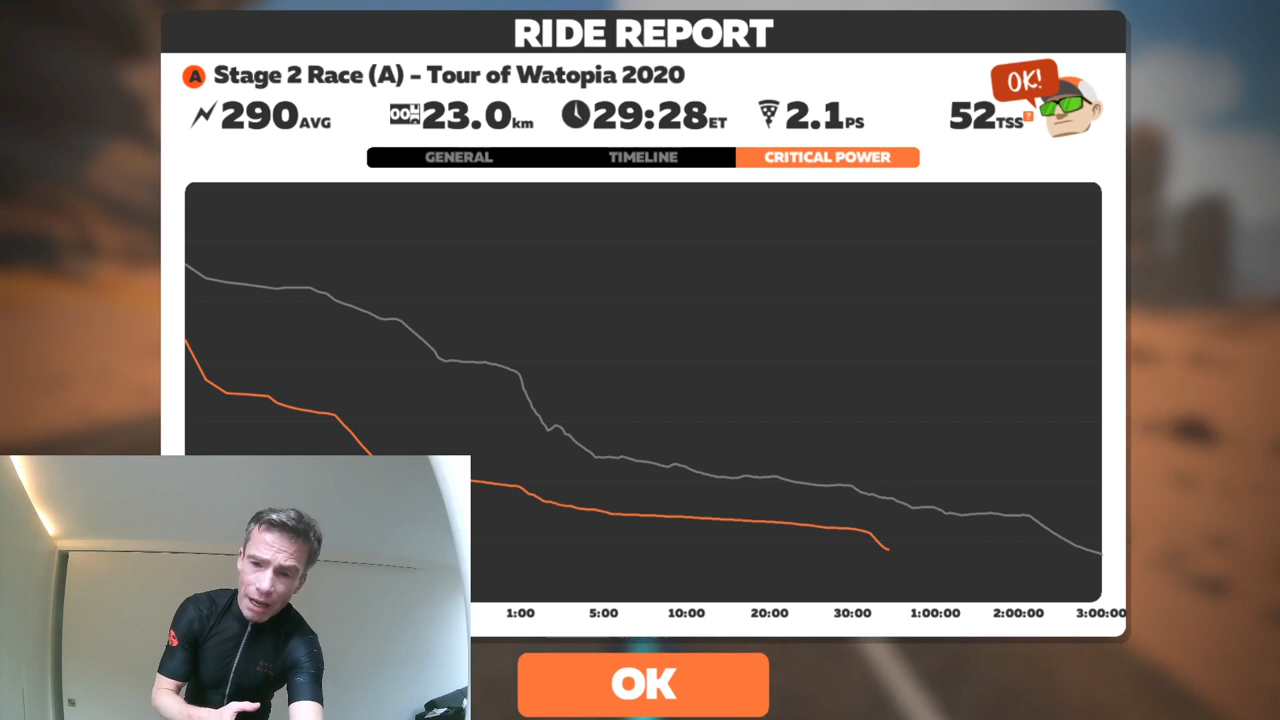 RIDE REPORT
A Stage 2 Race (A) - Tour of Watopia 2020
OK!
290AVG 23.0km 29:28ET 2.1PS 52TSS?
GENERAL TIMELINE CRITICAL POWER
1:00 5:00 10:00 20:00 30:00 1:00:00 2:00:00 3:00:00
OK